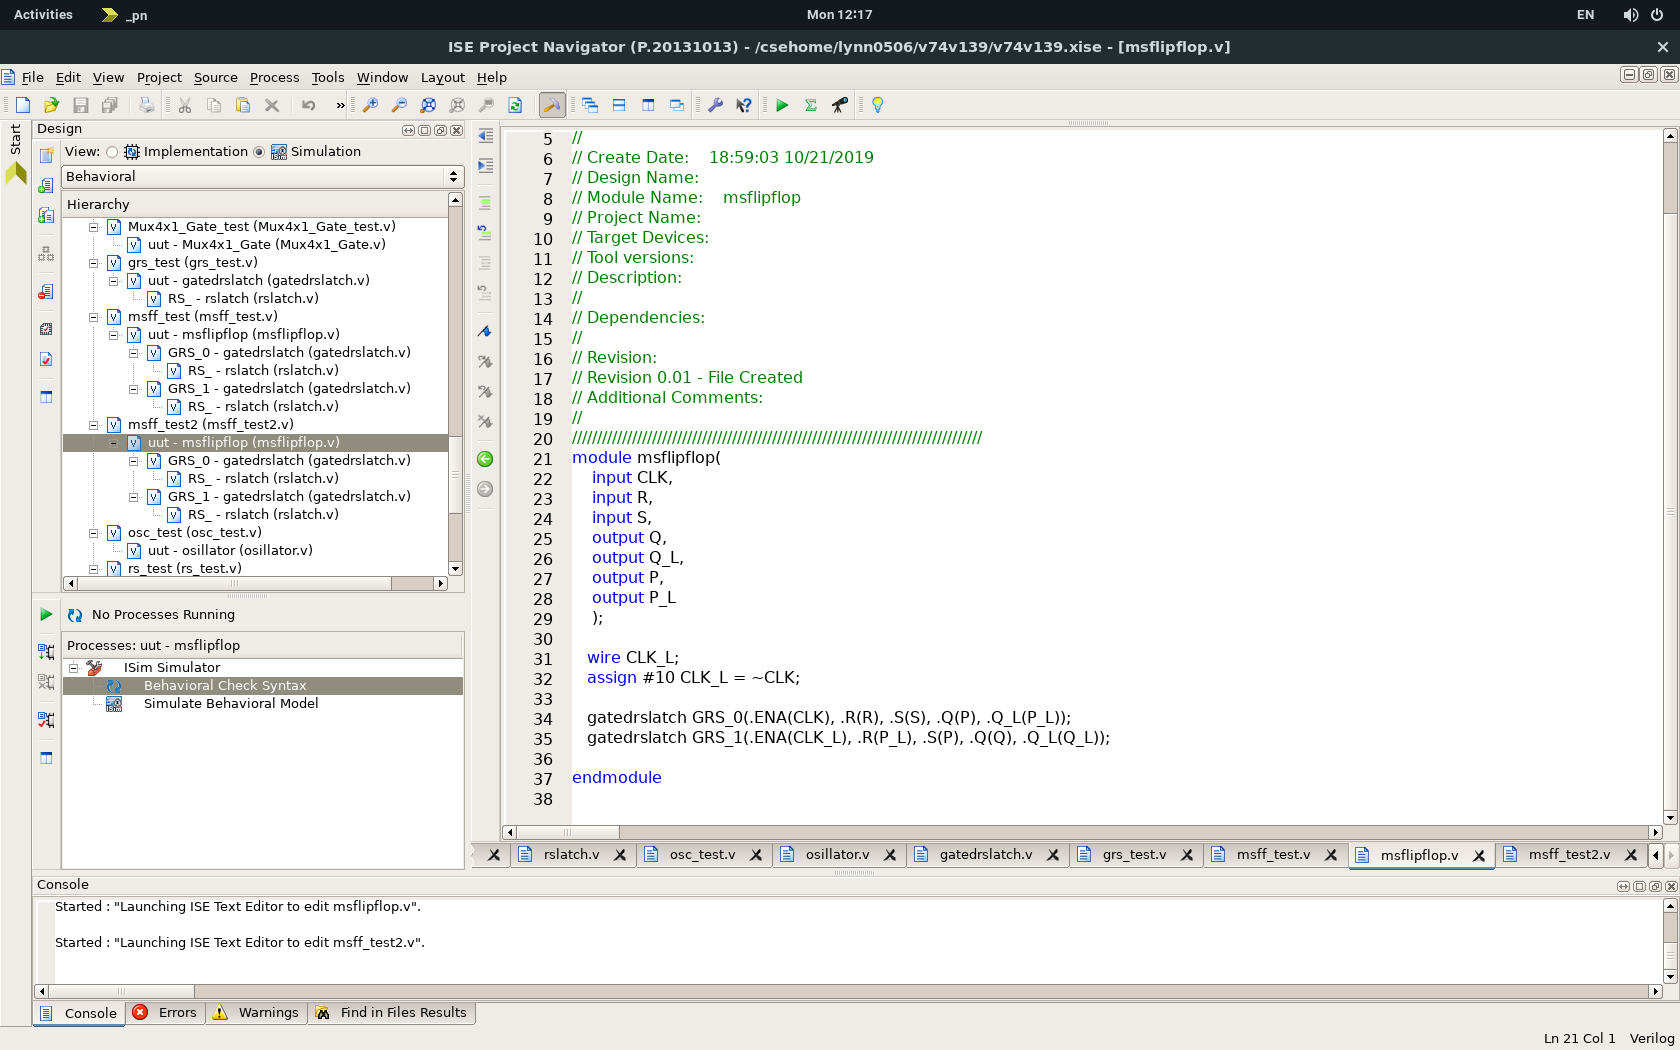 Activities
_pn
Mon 12:17
EN
ISE Project Navigator (P.20131013) - /csehome/lynn0506/v74v139/v74v139.xise - [msflipflop.v]
File Edit View Project Source Process Tools Window Layout Help
»
Start
Design
View: Implementation Simulation
Behavioral
Hierarchy
Mux4x1_Gate_test (Mux4x1_Gate_test.v)
uut - Mux4x1_Gate (Mux4x1_Gate.v)
grs_test (grs_test.v)
uut - gatedrslatch (gatedrslatch.v)
RS_ - rslatch (rslatch.v)
msff_test (msff_test.v)
uut - msflipflop (msflipflop.v)
GRS_0 - gatedrslatch (gatedrslatch.v)
RS_ - rslatch (rslatch.v)
GRS_1 - gatedrslatch (gatedrslatch.v)
RS_ - rslatch (rslatch.v)
msff_test2 (msff_test2.v)
uut - msflipflop (msflipflop.v)
GRS_0 - gatedrslatch (gatedrslatch.v)
RS_ - rslatch (rslatch.v)
GRS_1 - gatedrslatch (gatedrslatch.v)
RS_ - rslatch (rslatch.v)
osc_test (osc_test.v)
uut - osillator (osillator.v)
rs_test (rs_test.v)
No Processes Running
Processes: uut - msflipflop
ISim Simulator
Behavioral Check Syntax
Simulate Behavioral Model
5 //
6 // Create Date:    18:59:03 10/21/2019
7 // Design Name:
8 // Module Name:    msflipflop
9 // Project Name:
10 // Target Devices:
11 // Tool versions:
12 // Description:
13 //
14 // Dependencies:
15 //
16 // Revision:
17 // Revision 0.01 - File Created
18 // Additional Comments:
19 //
20 //////////////////////////////////////////////////////////////////////////////////
21 module msflipflop(
22     input CLK,
23     input R,
24     input S,
25     output Q,
26     output Q_L,
27     output P,
28     output P_L
29     );
30
31    wire CLK_L;
32    assign #10 CLK_L = ~CLK;
33
34    gatedrslatch GRS_0(.ENA(CLK), .R(R), .S(S), .Q(P), .Q_L(P_L));
35    gatedrslatch GRS_1(.ENA(CLK_L), .R(P_L), .S(P), .Q(Q), .Q_L(Q_L));
36
37 endmodule
38
rslatch.v osc_test.v osillator.v gatedrslatch.v grs_test.v msff_test.v msflipflop.v msff_test2.v
Console
Started : "Launching ISE Text Editor to edit msflipflop.v".
Started : "Launching ISE Text Editor to edit msff_test2.v".
Console Errors Warnings Find in Files Results
Ln 21 Col 1 Verilog